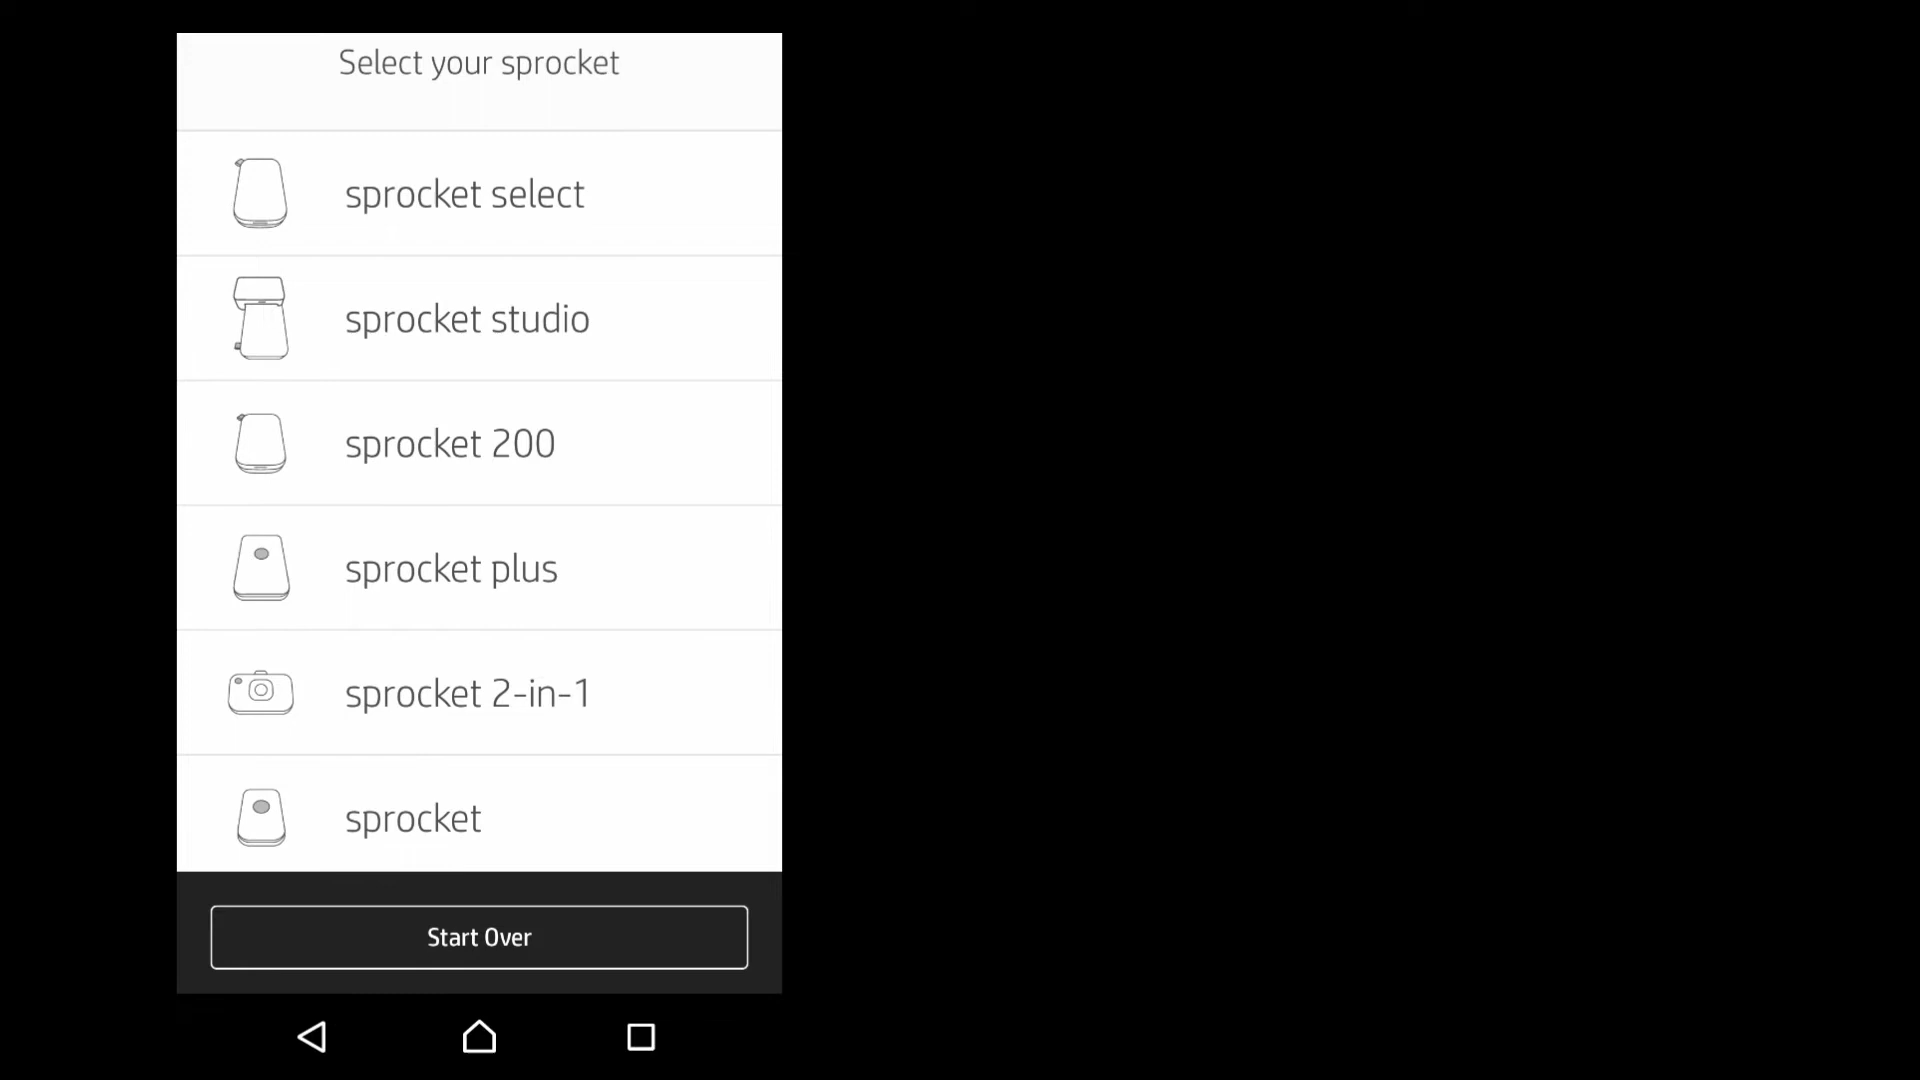 Select your sprocket
sprocket select
sprocket studio
sprocket 200
sprocket plus
sprocket 2-in-1
sprocket
Start Over